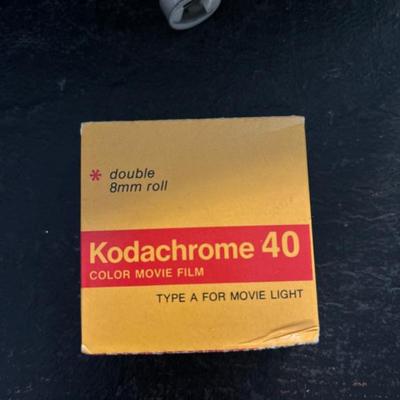 * double
8mm roll
Kodachrome 40
COLOR MOVIE FILM
TYPE A FOR MOVIE LIGHT